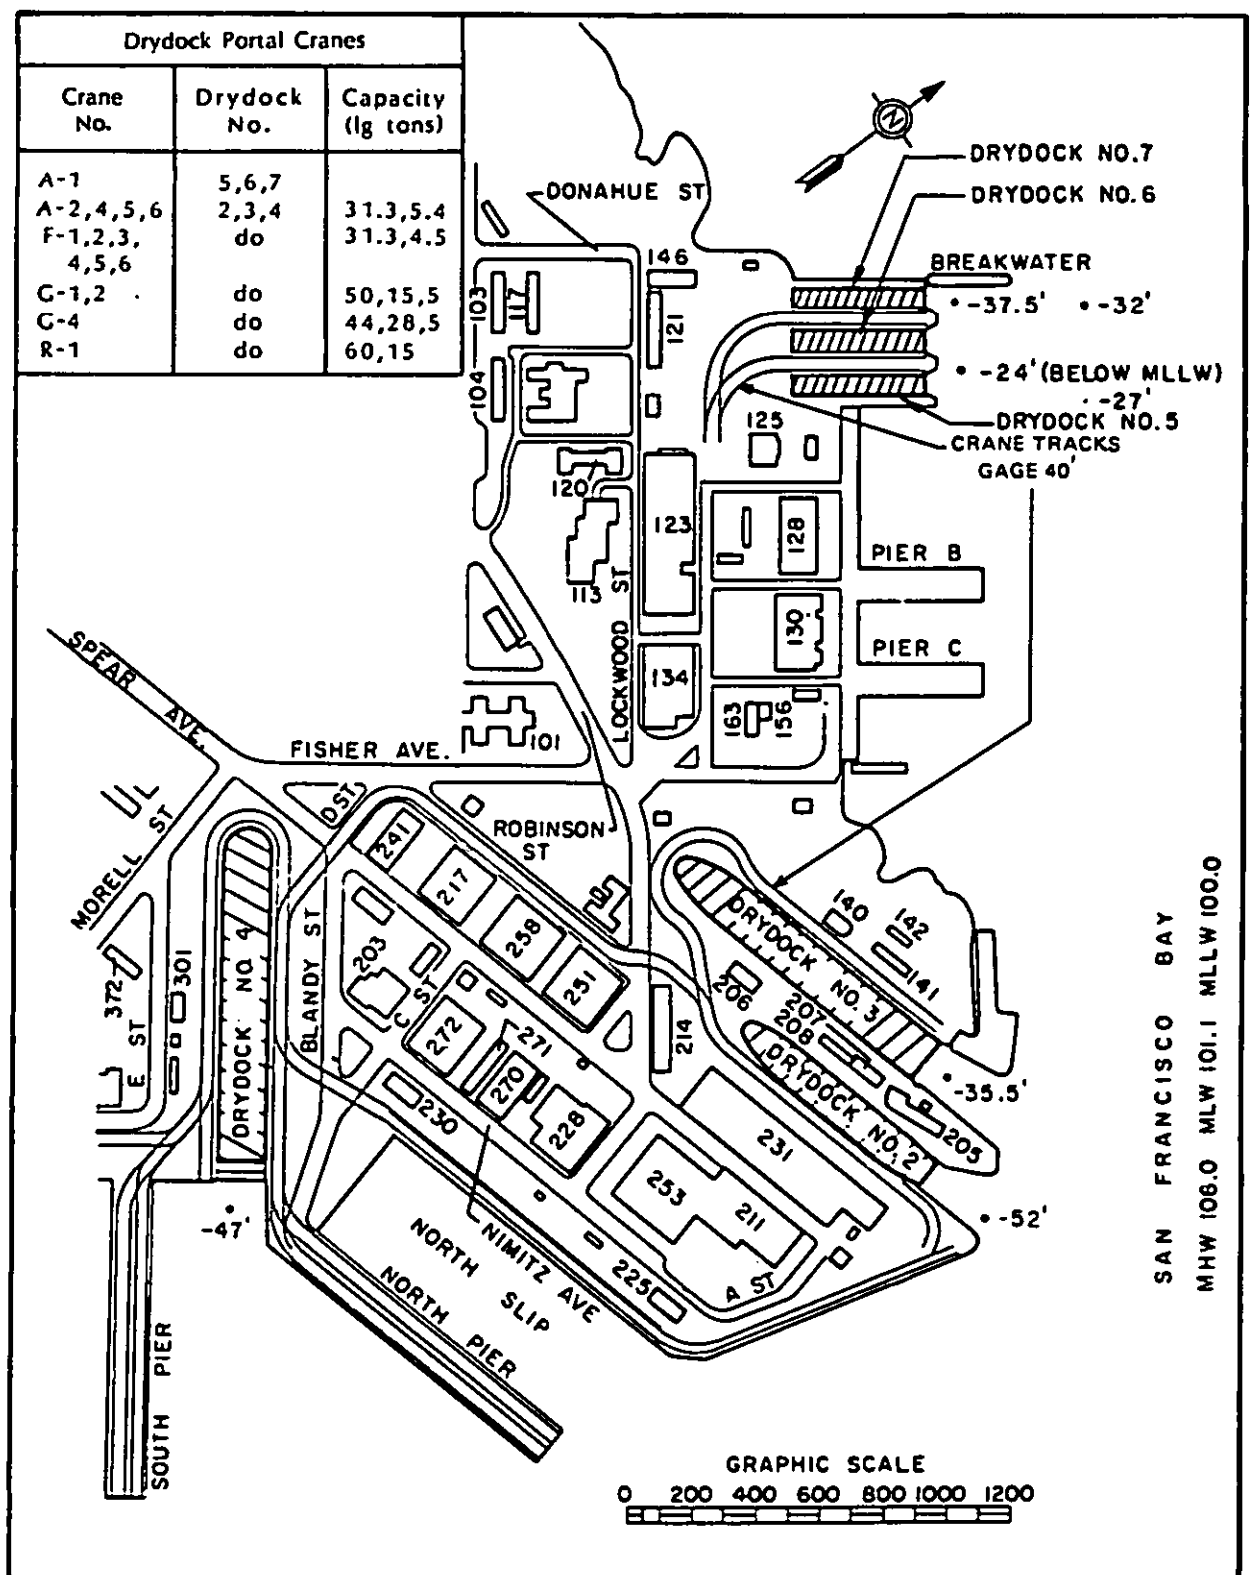 Drydock Portal Cranes
Crane No. Drydock No. Capacity (lg tons)
A-1 5,6,7
A-2,4,5,6 2,3,4 31.3,5.4
F-1,2,3, do 31.3,4.5
4,5,6
G-1,2 do 50,15,5
G-4 do 44,28,5
R-1 do 60,15
N
DRYDOCK NO.7
DRYDOCK NO.6
DONAHUE ST
BREAKWATER
146
103
117
121
-37.5'
-32'
104
-24' (BELOW MLLW)
-27'
125
DRYDOCK NO.5
CRANE TRACKS
GAGE 40'
120
123
128
PIER B
113
LOCKWOOD ST
130
PIER C
134
163
156
SPEAR AVE.
101
FISHER AVE.
MORELL ST
D ST
ROBINSON ST
241
217
258
251
203
C ST
BLANDY ST
DRYDOCK NO. 4
301
372
E ST
272
271
270
228
230
214
DRYDOCK NO. 3
140
142
141
206
207
208
DRYDOCK NO. 2
205
-35.5'
231
253
211
-52'
-47'
NORTH SLIP
NIMITZ AVE
NORTH PIER
225
A ST
SOUTH PIER
SAN FRANCISCO BAY
MHW 106.0 MLW 101.1 MLLW 100.0
GRAPHIC SCALE
0 200 400 600 800 1000 1200